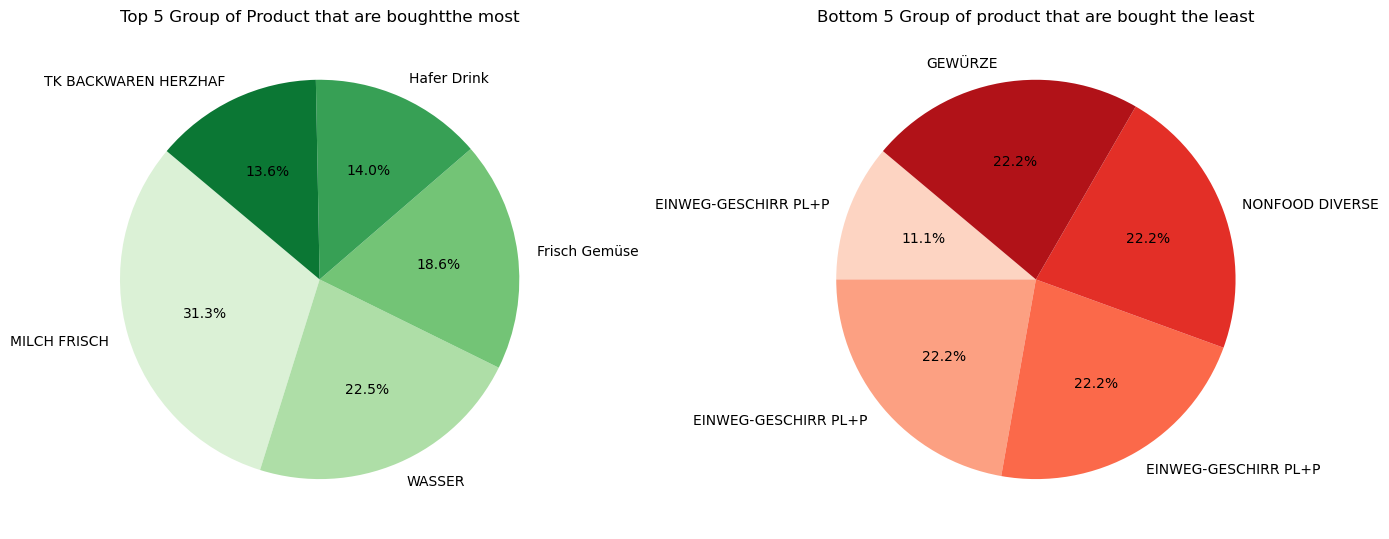 Top 5 Group of Product that are boughtthe most
TK BACKWAREN HERZHAF
Hafer Drink
13.6%
14.0%
Frisch Gemüse
18.6%
31.3%
MILCH FRISCH
22.5%
WASSER
Bottom 5 Group of product that are bought the least
GEWÜRZE
22.2%
EINWEG-GESCHIRR PL+P
NONFOOD DIVERSE
11.1%
22.2%
22.2%
22.2%
EINWEG-GESCHIRR PL+P
EINWEG-GESCHIRR PL+P